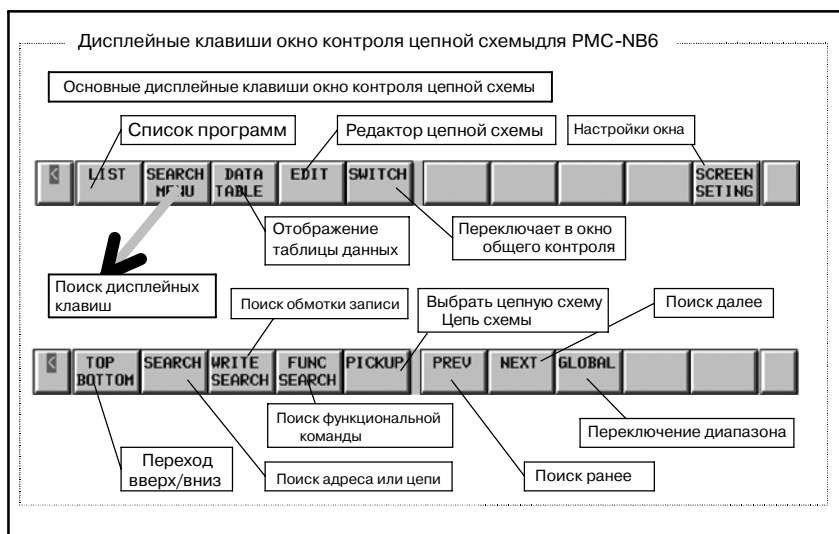 Дисплейные клавиши окно контроля цепной схемыдля PMC-NB6
Основные дисплейные клавиши окно контроля цепной схемы
Список программ
Редактор цепной схемы
Настройки окна
<
LIST
SEARCH
MENU
DATA
TABLE
EDIT
SWITCH
SCREEN
SETING
Отображение
таблицы данных
Переключает в окно
общего контроля
Поиск дисплейных
клавиш
Поиск обмотки записи
Выбрать цепную схему
Цепь схемы
Поиск далее
<
TOP
BOTTOM
SEARCH
WRITE
SEARCH
FUNC
SEARCH
PICKUP
PREV
NEXT
GLOBAL
Поиск функциональной
команды
Переключение диапазона
Переход
вверх/вниз
Поиск адреса или цепи
Поиск ранее